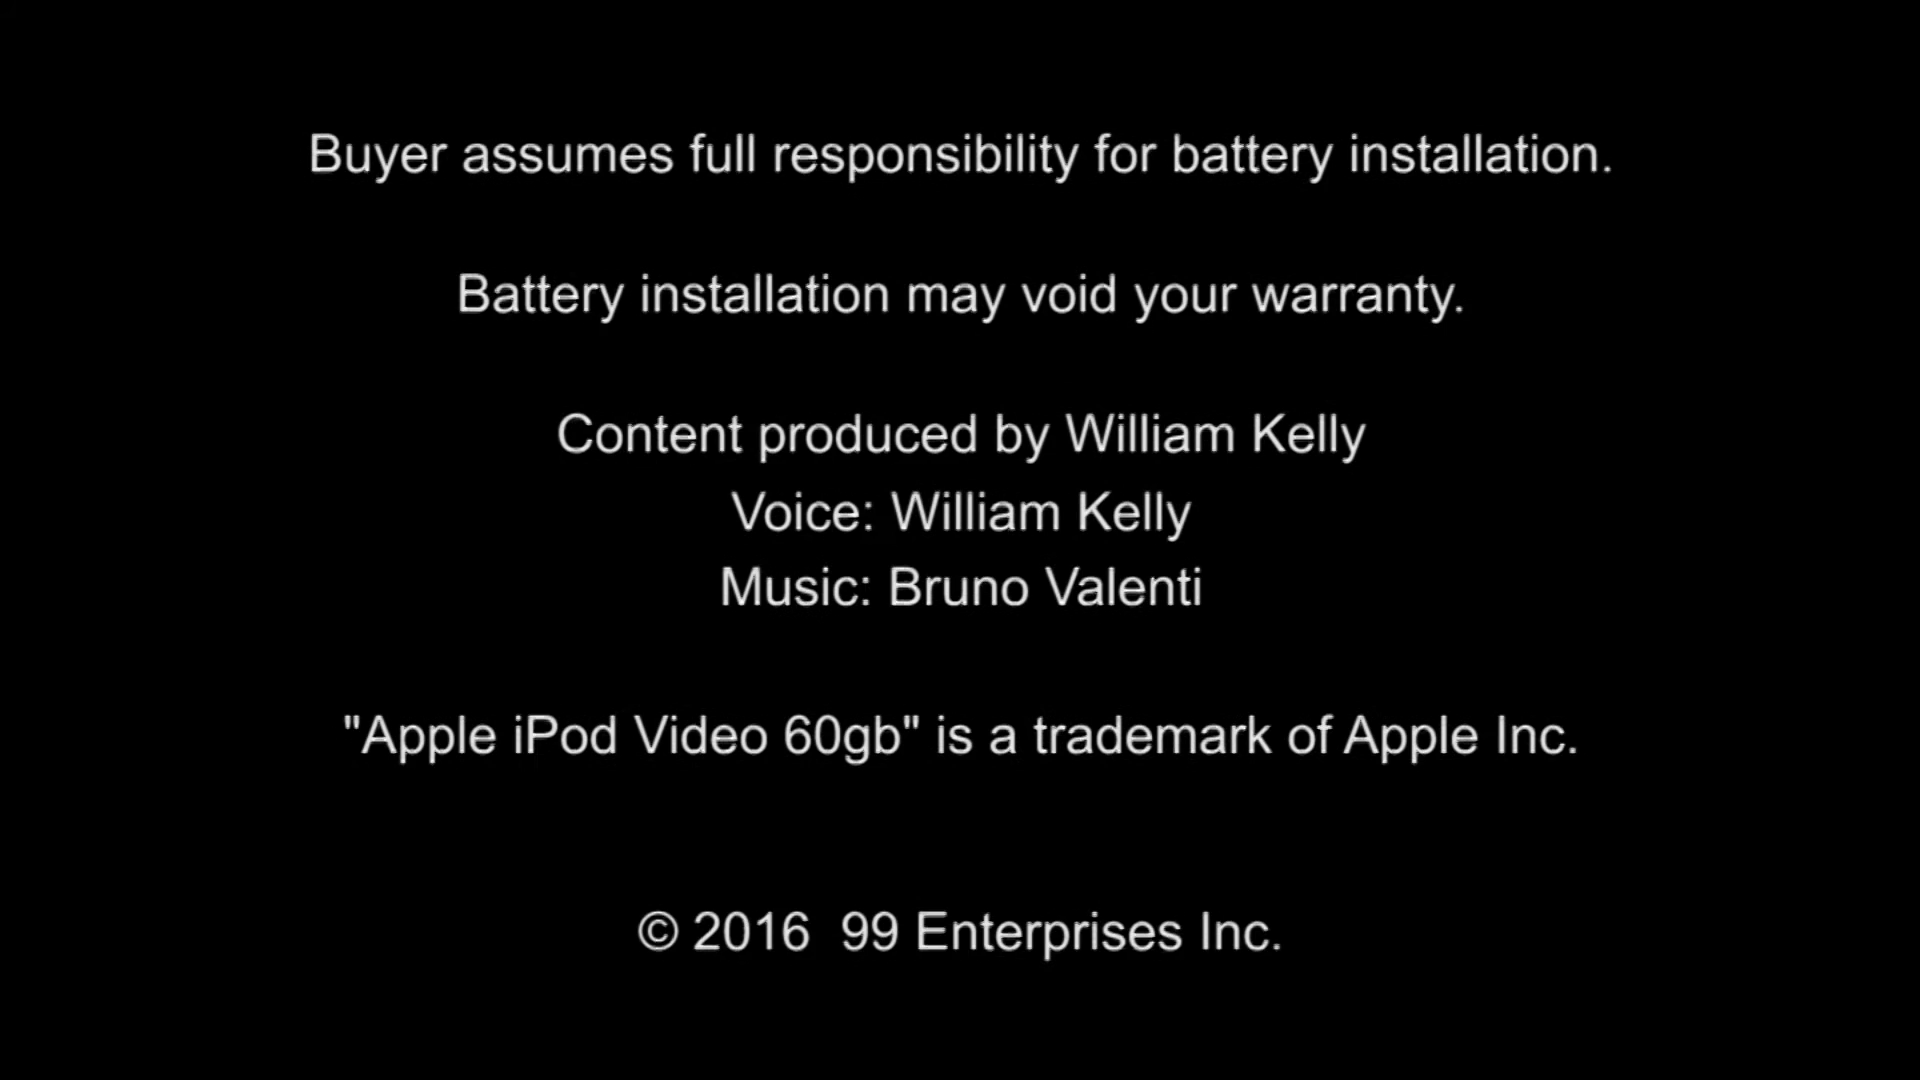 Buyer assumes full responsibility for battery installation.
Battery installation may void your warranty.
Content produced by William Kelly
Voice: William Kelly
Music: Bruno Valenti
"Apple iPod Video 60gb" is a trademark of Apple Inc.
© 2016  99 Enterprises Inc.